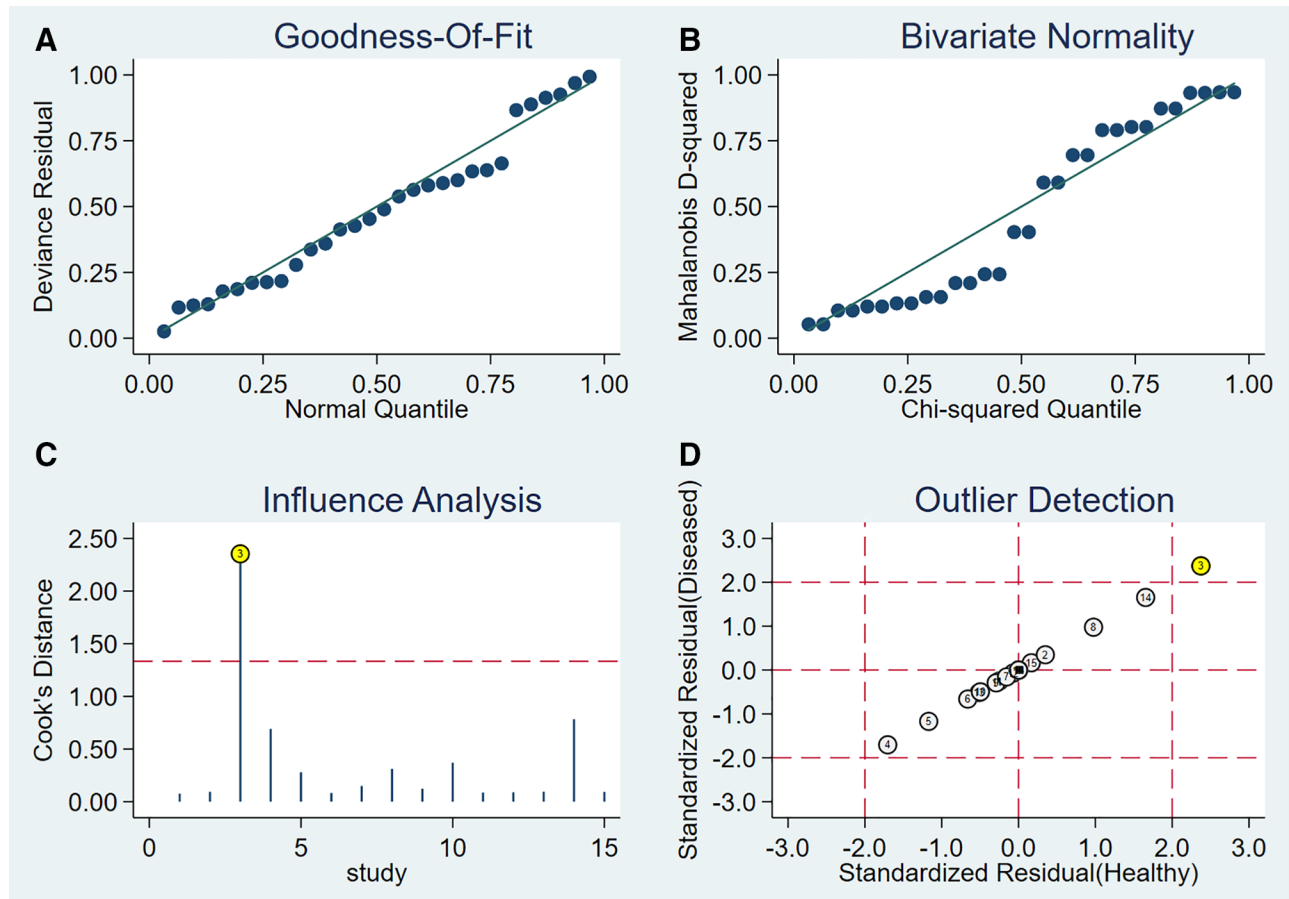 A
Goodness-Of-Fit
Deviance Residual
1.00
0.75
0.50
0.25
0.00
0.00 0.25 0.50 0.75 1.00
Normal Quantile
B
Bivariate Normality
Mahalanobis D-squared
1.00
0.75
0.50
0.25
0.00
0.00 0.25 0.50 0.75 1.00
Chi-squared Quantile
C
Influence Analysis
Cook's Distance
2.50
2.00
1.50
1.00
0.50
0.00
3
0 5 10 15
study
D
Outlier Detection
Standardized Residual(Diseased)
3.0
2.0
1.0
0.0
-1.0
-2.0
-3.0
3
14
8
2
15
7
6
5
4
-3.0 -2.0 -1.0 0.0 1.0 2.0 3.0
Standardized Residual(Healthy)